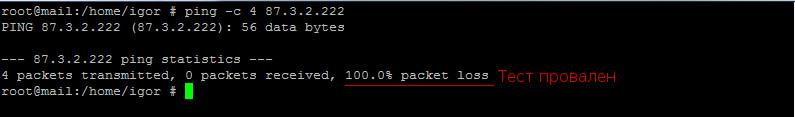 root@mail:/home/igor # ping -c 4 87.3.2.222
PING 87.3.2.222 (87.3.2.222): 56 data bytes
--- 87.3.2.222 ping statistics ---
4 packets transmitted, 0 packets received, 100.0% packet loss Тест провален
root@mail:/home/igor #